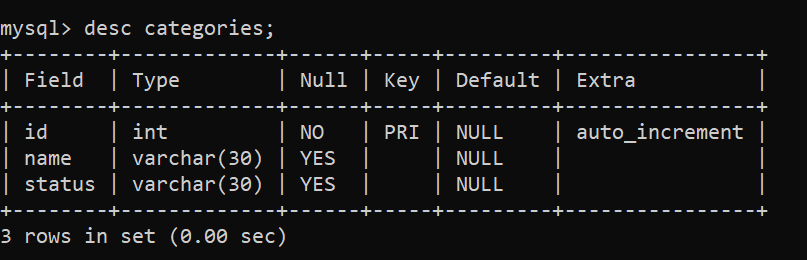 mysql> desc categories;
+--------+-------------+------+-----+---------+----------------+
| Field  | Type        | Null | Key | Default | Extra          |
+--------+-------------+------+-----+---------+----------------+
| id     | int         | NO   | PRI | NULL    | auto_increment |
| name   | varchar(30) | YES  |     | NULL    |                |
| status | varchar(30) | YES  |     | NULL    |                |
+--------+-------------+------+-----+---------+----------------+
3 rows in set (0.00 sec)